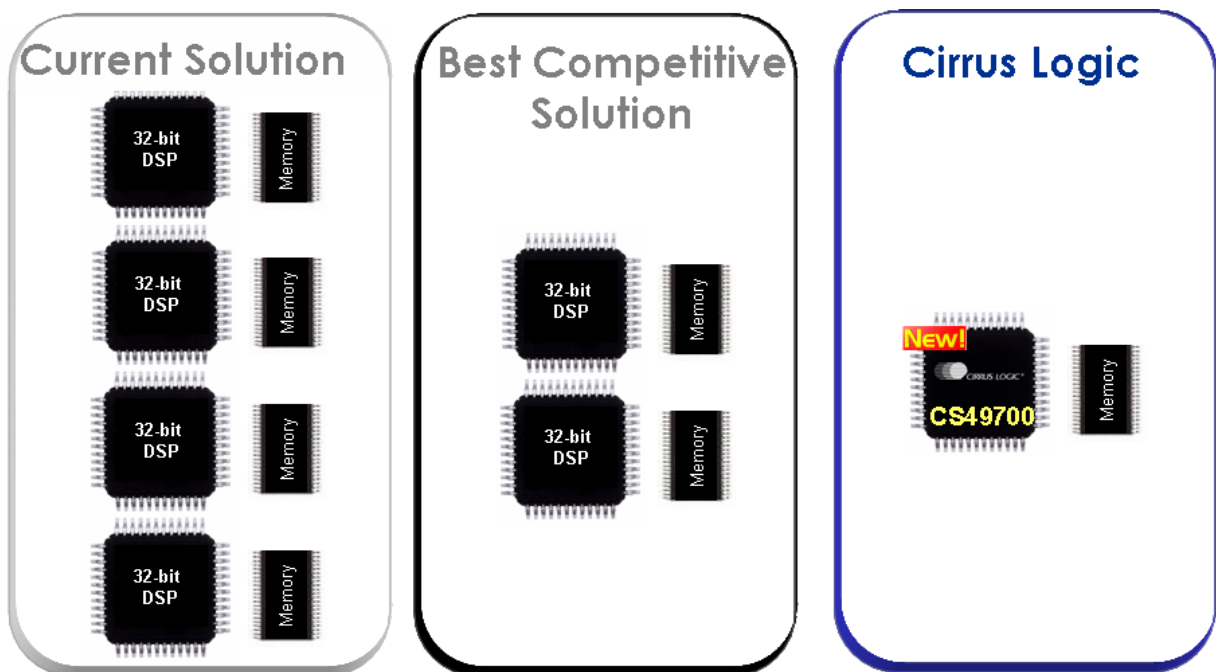 Current Solution
32-bit
DSP
Memory
32-bit
DSP
Memory
32-bit
DSP
Memory
32-bit
DSP
Memory
Best Competitive
Solution
32-bit
DSP
Memory
32-bit
DSP
Memory
Cirrus Logic
New!
CIRRUS LOGIC®
CS49700
Memory